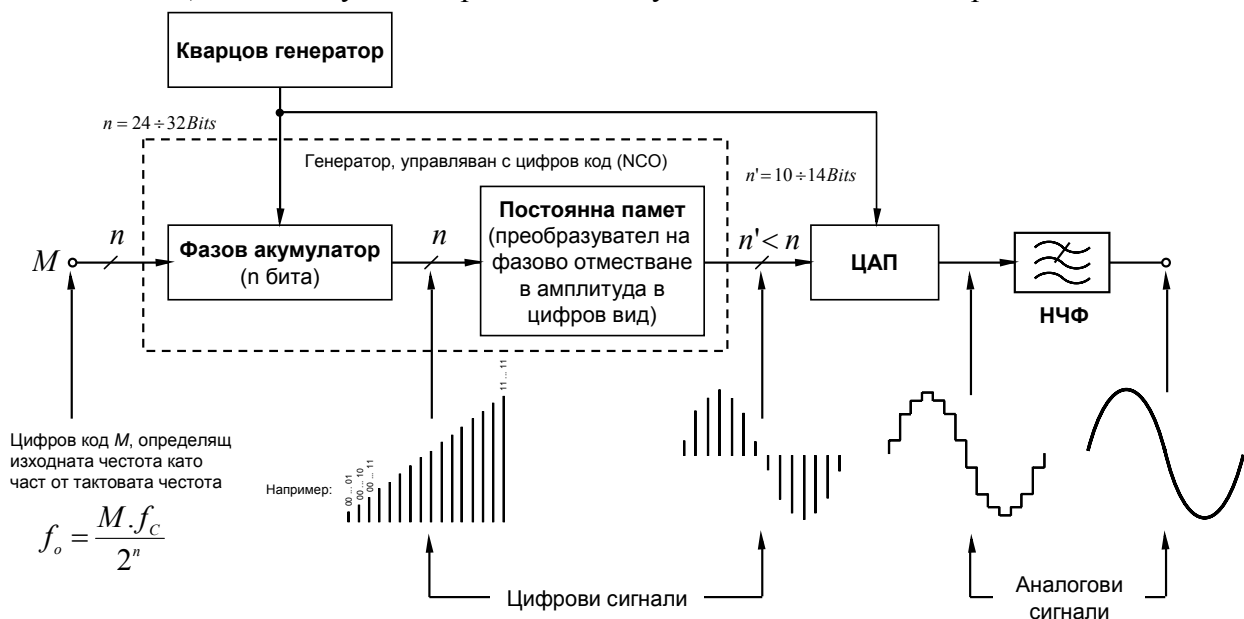 Кварцов генератор
n = 24 ÷ 32Bits
Генератор, управляван с цифров код (NCO)
n' = 10 ÷ 14Bits
M
n
Фазов акумулатор
(n бита)
n
Постоянна памет
(преобразувател на
фазово отместване
в амплитуда в
цифров вид)
n' < n
ЦАП
НЧФ
Цифров код M, определящ
изходната честота като
част от тактовата честота
f_o = M.f_C / 2^n
Например:
00 ... 01
00 ... 10
00 ... 11
11 ... 11
Цифрови сигнали
Аналогови
сигнали